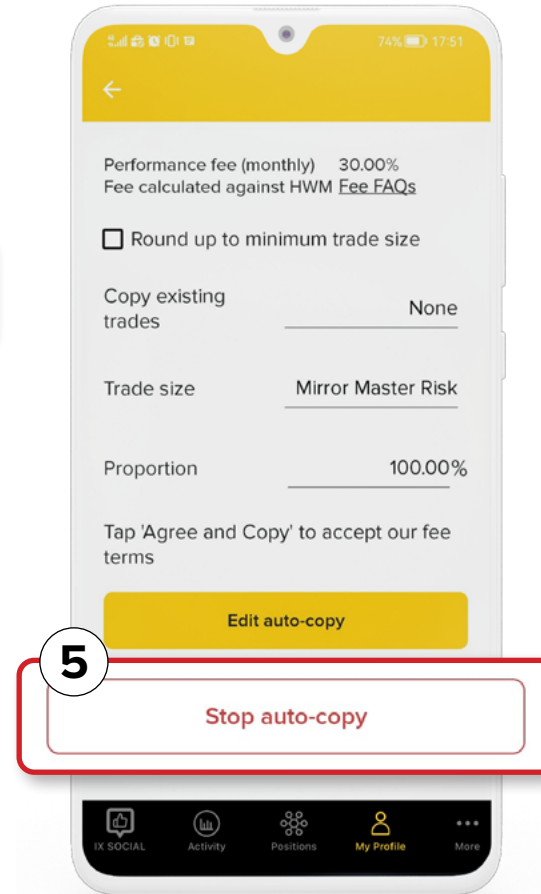 74% 17:51
Performance fee (monthly) 30.00%
Fee calculated against HWM Fee FAQs
Round up to minimum trade size
Copy existing
trades
None
Trade size
Mirror Master Risk
Proportion
100.00%
Tap 'Agree and Copy' to accept our fee
terms
Edit auto-copy
5
Stop auto-copy
IX SOCIAL
Activity
Positions
My Profile
More